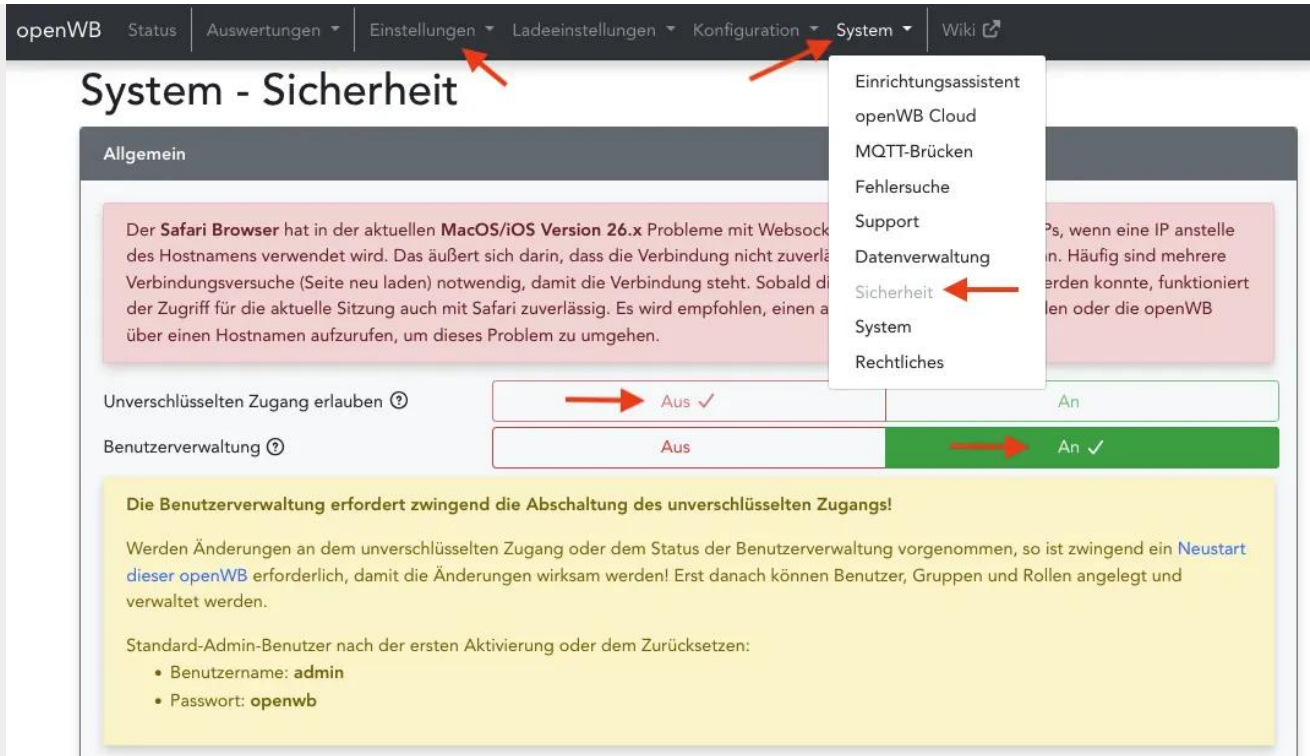 openWB Status Auswertungen Einstellungen Ladeeinstellungen Konfiguration System Wiki
System - Sicherheit
Einrichtungsassistent
openWB Cloud
MQTT-Brücken
Fehlersuche
Support
Datenverwaltung
Sicherheit
System
Rechtliches
Allgemein
Der Safari Browser hat in der aktuellen MacOS/iOS Version 26.x Probleme mit Websock Ps, wenn eine IP anstelle
des Hostnamens verwendet wird. Das äußert sich darin, dass die Verbindung nicht zuverlä n. Häufig sind mehrere
Verbindungsversuche (Seite neu laden) notwendig, damit die Verbindung steht. Sobald di erden konnte, funktioniert
der Zugriff für die aktuelle Sitzung auch mit Safari zuverlässig. Es wird empfohlen, einen a len oder die openWB
über einen Hostnamen aufzurufen, um dieses Problem zu umgehen.
Unverschlüsselten Zugang erlauben Aus An
Benutzerverwaltung Aus An
Die Benutzerverwaltung erfordert zwingend die Abschaltung des unverschlüsselten Zugangs!
Werden Änderungen an dem unverschlüsselten Zugang oder dem Status der Benutzerverwaltung vorgenommen, so ist zwingend ein Neustart
dieser openWB erforderlich, damit die Änderungen wirksam werden! Erst danach können Benutzer, Gruppen und Rollen angelegt und
verwaltet werden.
Standard-Admin-Benutzer nach der ersten Aktivierung oder dem Zurücksetzen:
• Benutzername: admin
• Passwort: openwb